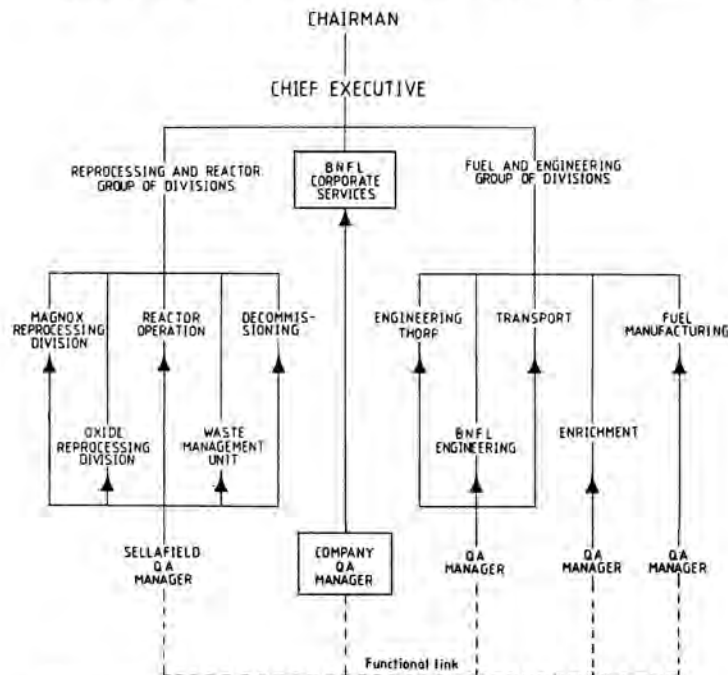 CHAIRMAN
CHIEF EXECUTIVE
REPROCESSING AND REACTOR
GROUP OF DIVISIONS
BNFL
CORPORATE
SERVICES
FUEL AND ENGINEERING
GROUP OF DIVISIONS
MAGNOX
REPROCESSING
DIVISION
REACTOR
OPERATION
DECOMMIS-
SIONING
ENGINEERING
THORP
TRANSPORT
FUEL
MANUFACTURING
OXIDE
REPROCESSING
DIVISION
WASTE
MANAGEMENT
UNIT
BNFL
ENGINEERING
ENRICHMENT
SELLAFIELD
QA
MANAGER
COMPANY
QA
MANAGER
QA
MANAGER
QA
MANAGER
QA
MANAGER
Functional link